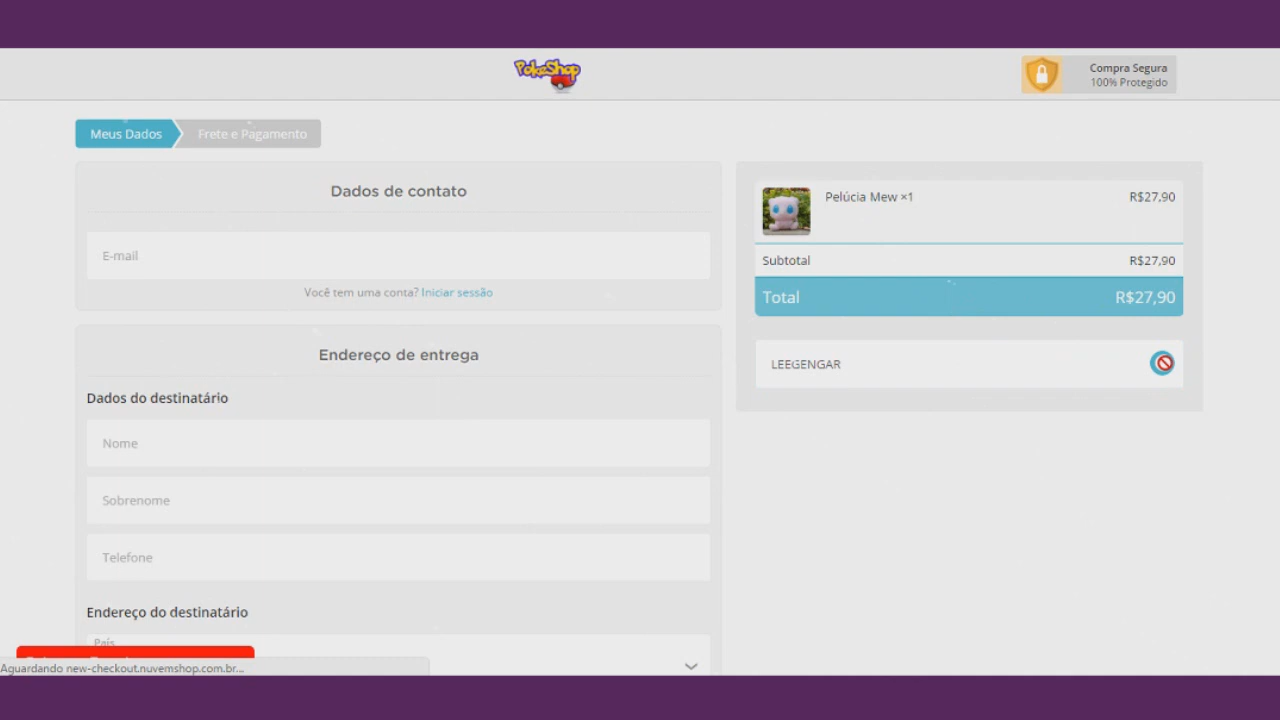 PokeShop
Compra Segura
100% Protegido
Meus Dados
Frete e Pagamento
Dados de contato
E-mail
Você tem uma conta? Iniciar sessão
Pelúcia Mew ×1
R$27,90
Subtotal
R$27,90
Total
R$27,90
LEEGENGAR
Endereço de entrega
Dados do destinatário
Nome
Sobrenome
Telefone
Endereço do destinatário
País
Aguardando new-checkout.nuvemshop.com.br...